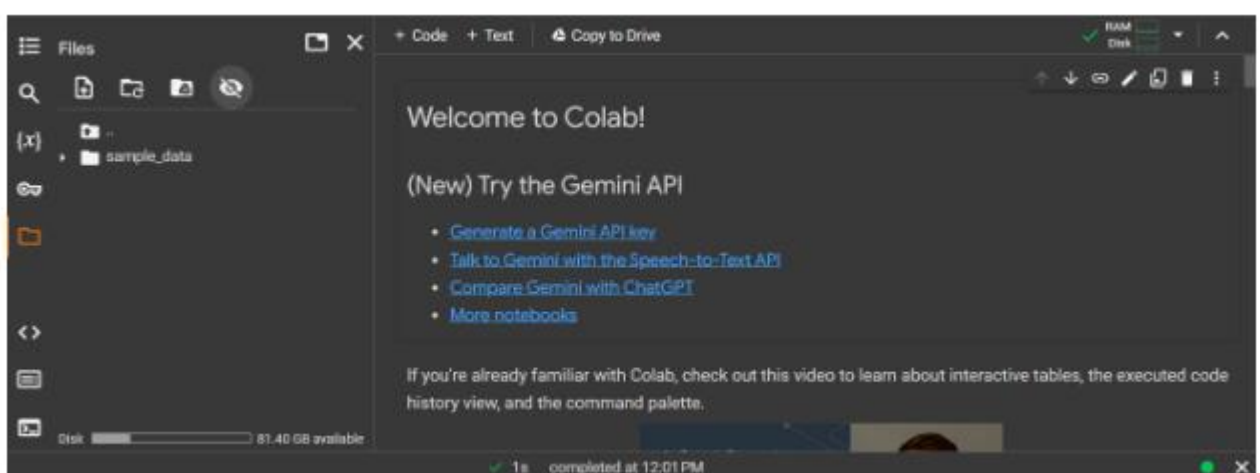 Files
+ Code + Text Copy to Drive
RAM
Disk
..
{x}
sample_data
Welcome to Colab!
(New) Try the Gemini API
• Generate a Gemini API key
• Talk to Gemini with the Speech-to-Text API
• Compare Gemini with ChatGPT
• More notebooks
If you're already familiar with Colab, check out this video to learn about interactive tables, the executed code
history view, and the command palette.
Disk 81.40 GB available
1s completed at 12:01 PM